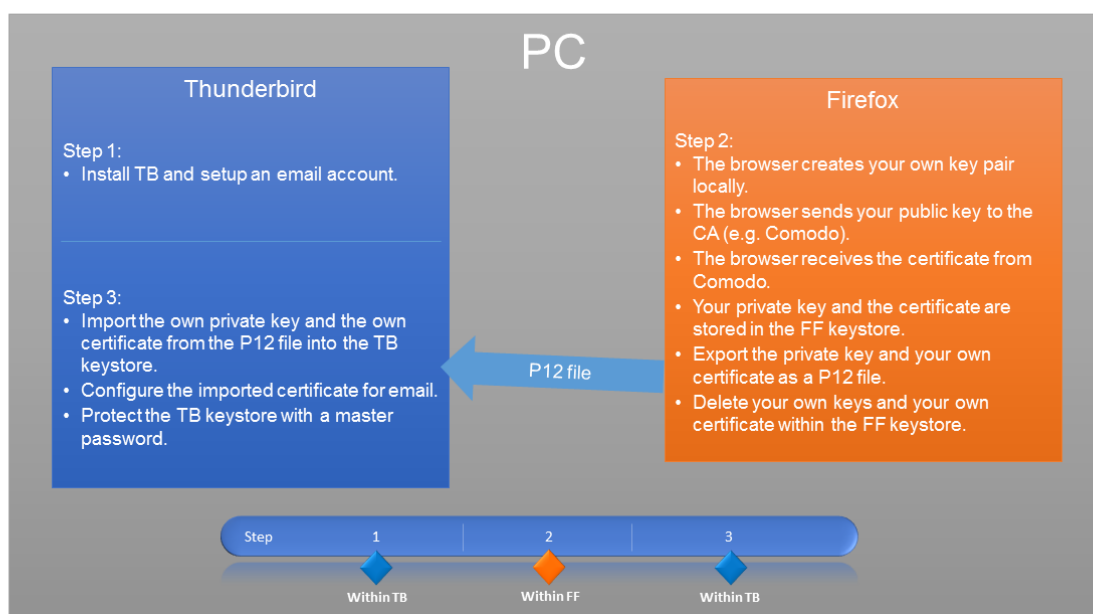 PC
Thunderbird
Step 1:
• Install TB and setup an email account.
Step 3:
• Import the own private key and the own
certificate from the P12 file into the TB
keystore.
• Configure the imported certificate for email.
• Protect the TB keystore with a master
password.
P12 file
Firefox
Step 2:
• The browser creates your own key pair
locally.
• The browser sends your public key to the
CA (e.g. Comodo).
• The browser receives the certificate from
Comodo.
• Your private key and the certificate are
stored in the FF keystore.
• Export the private key and your own
certificate as a P12 file.
• Delete your own keys and your own
certificate within the FF keystore.
Step 1 2 3
Within TB Within FF Within TB